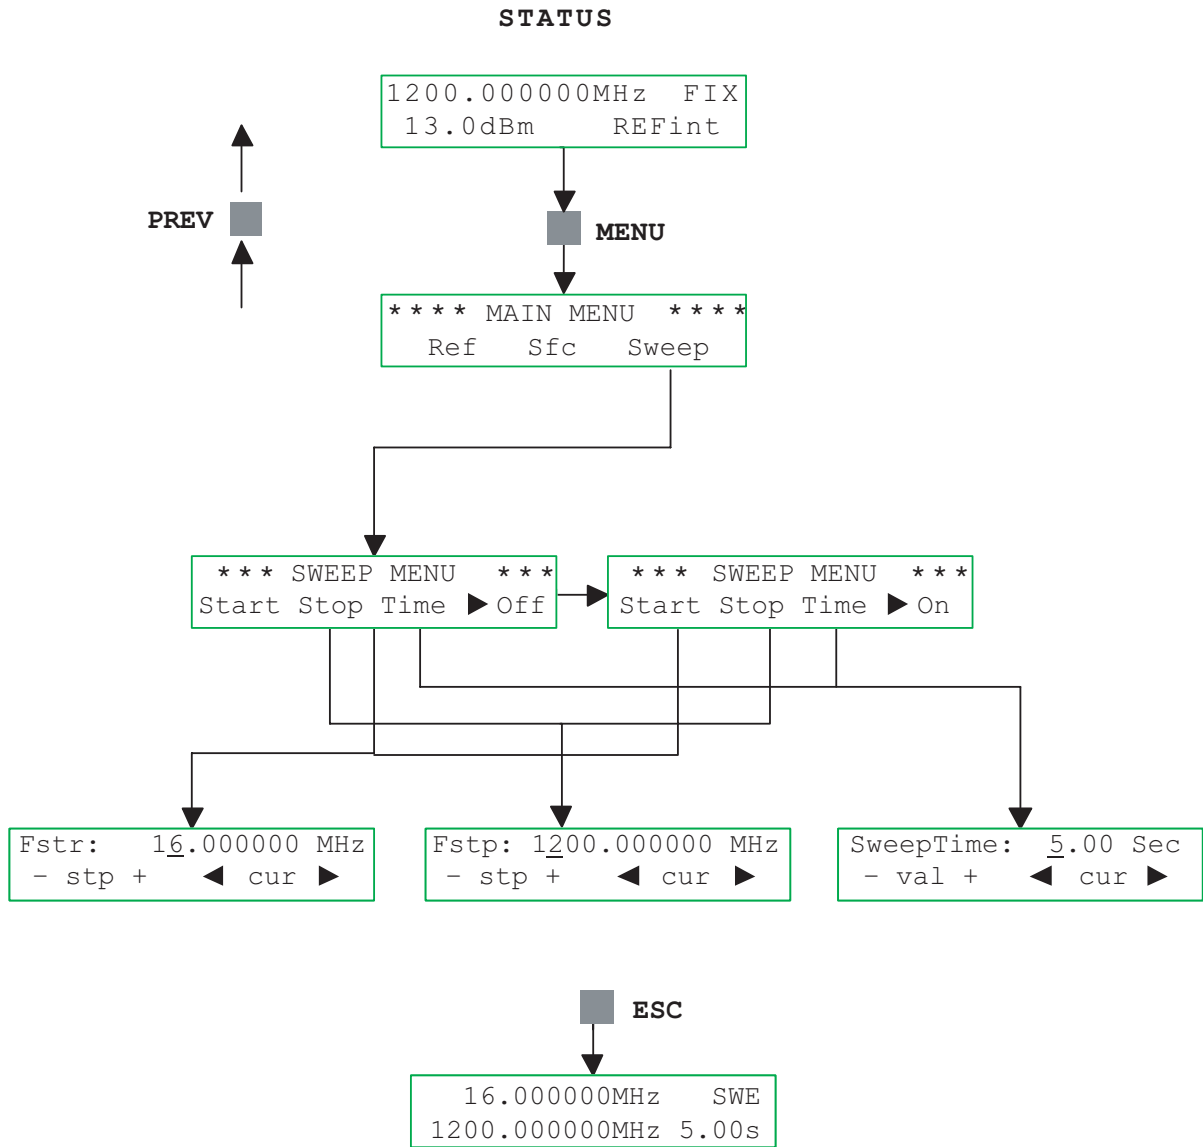 STATUS
1200.000000MHz FIX
13.0dBm REFint
PREV
MENU
**** MAIN MENU ****
Ref Sfc Sweep
*** SWEEP MENU ***
Start Stop Time ▶Off
*** SWEEP MENU ***
Start Stop Time ▶On
Fstr: 16.000000 MHz
- stp + ◀ cur ▶
Fstp: 1200.000000 MHz
- stp + ◀ cur ▶
SweepTime: 5.00 Sec
- val + ◀ cur ▶
ESC
16.000000MHz SWE
1200.000000MHz 5.00s